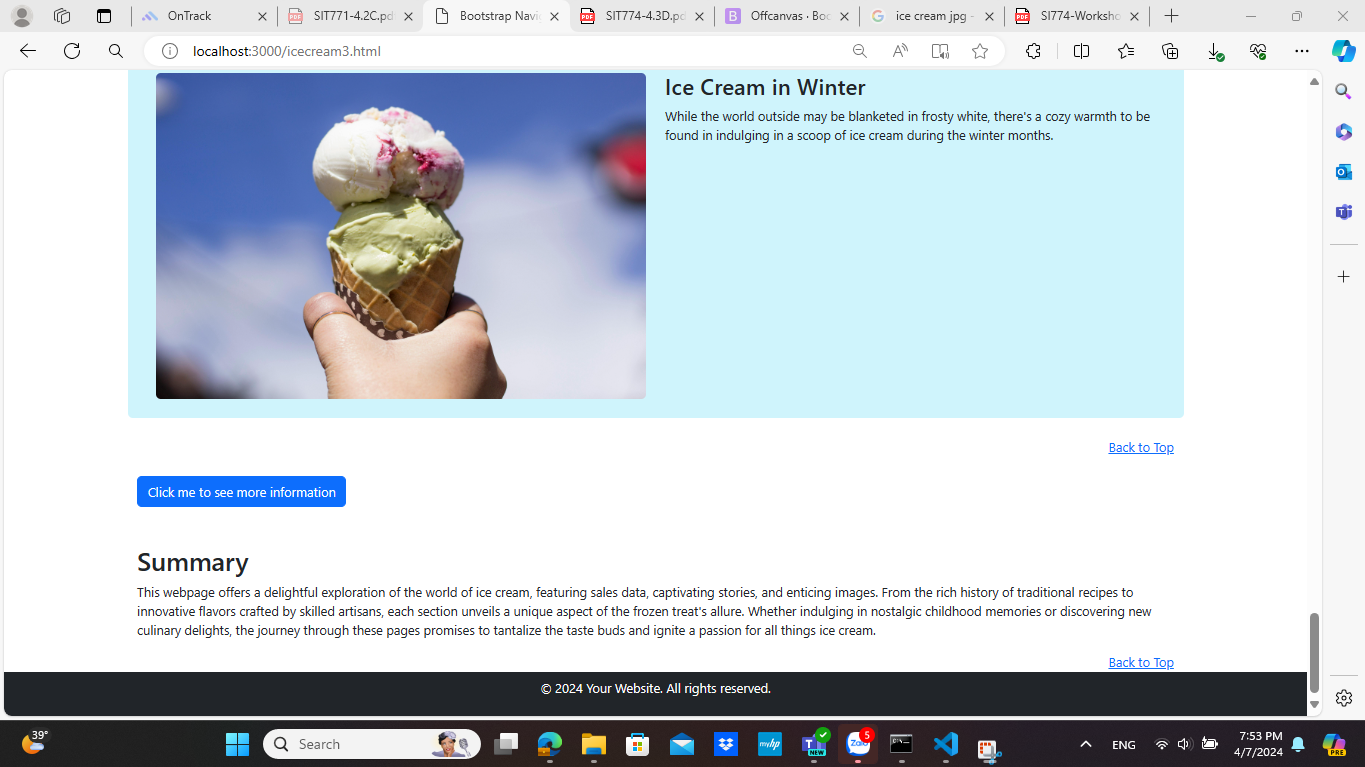 OnTrack
SIT771-4.2C.pd
Bootstrap Navi
SIT774-4.3D.pd
Offcanvas · Boo
ice cream jpg -
SI774-Worksho
localhost:3000/icecream3.html
Ice Cream in Winter
While the world outside may be blanketed in frosty white, there's a cozy warmth to be
found in indulging in a scoop of ice cream during the winter months.
Back to Top
Click me to see more information
Summary
This webpage offers a delightful exploration of the world of ice cream, featuring sales data, captivating stories, and enticing images. From the rich history of traditional recipes to
innovative flavors crafted by skilled artisans, each section unveils a unique aspect of the frozen treat's allure. Whether indulging in nostalgic childhood memories or discovering new
culinary delights, the journey through these pages promises to tantalize the taste buds and ignite a passion for all things ice cream.
Back to Top
© 2024 Your Website. All rights reserved.
39°
Search
myhp
NEW
Zalo
5
ENG
7:53 PM
4/7/2024
PRE